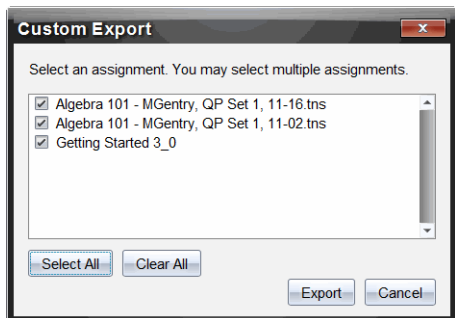 Custom Export
Select an assignment. You may select multiple assignments.
Algebra 101 - MGentry, QP Set 1, 11-16.tns
Algebra 101 - MGentry, QP Set 1, 11-02.tns
Getting Started 3_0
Select All Clear All
Export Cancel